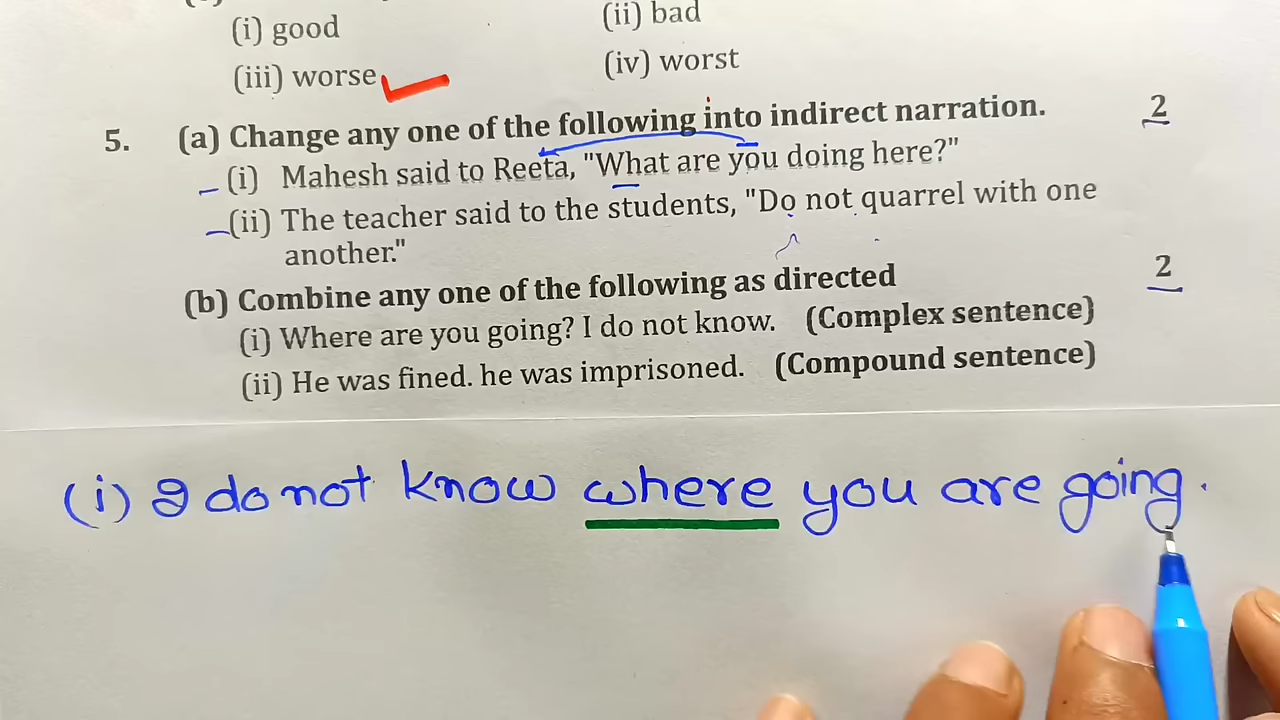 (i) good (ii) bad
(iii) worse (iv) worst
5. (a) Change any one of the following into indirect narration. 2
(i) Mahesh said to Reeta, "What are you doing here?"
(ii) The teacher said to the students, "Do not quarrel with one
another."
(b) Combine any one of the following as directed 2
(i) Where are you going? I do not know. (Complex sentence)
(ii) He was fined. he was imprisoned. (Compound sentence)
(i) I do not know where you are going.